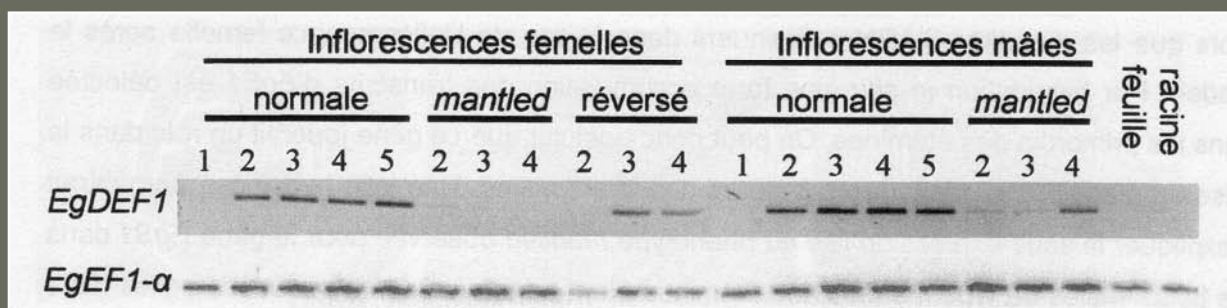 Inflorescences femelles Inflorescences mâles
normale mantled réversé normale mantled feuille racine
1 2 3 4 5 2 3 4 2 3 4 1 2 3 4 5 2 3 4
EgDEF1
EgEF1-α